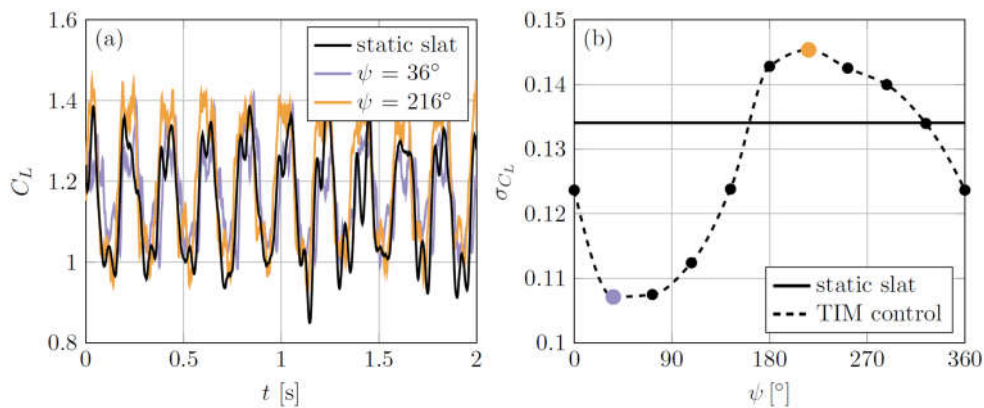 (a)
1.6
1.4
1.2
1
0.8
C_L
static slat
ψ = 36°
ψ = 216°
0
0.5
1
1.5
2
t [s]
(b)
0.15
0.14
0.13
0.12
0.11
0.1
σ_{C_L}
static slat
TIM control
0
90
180
270
360
ψ [°]